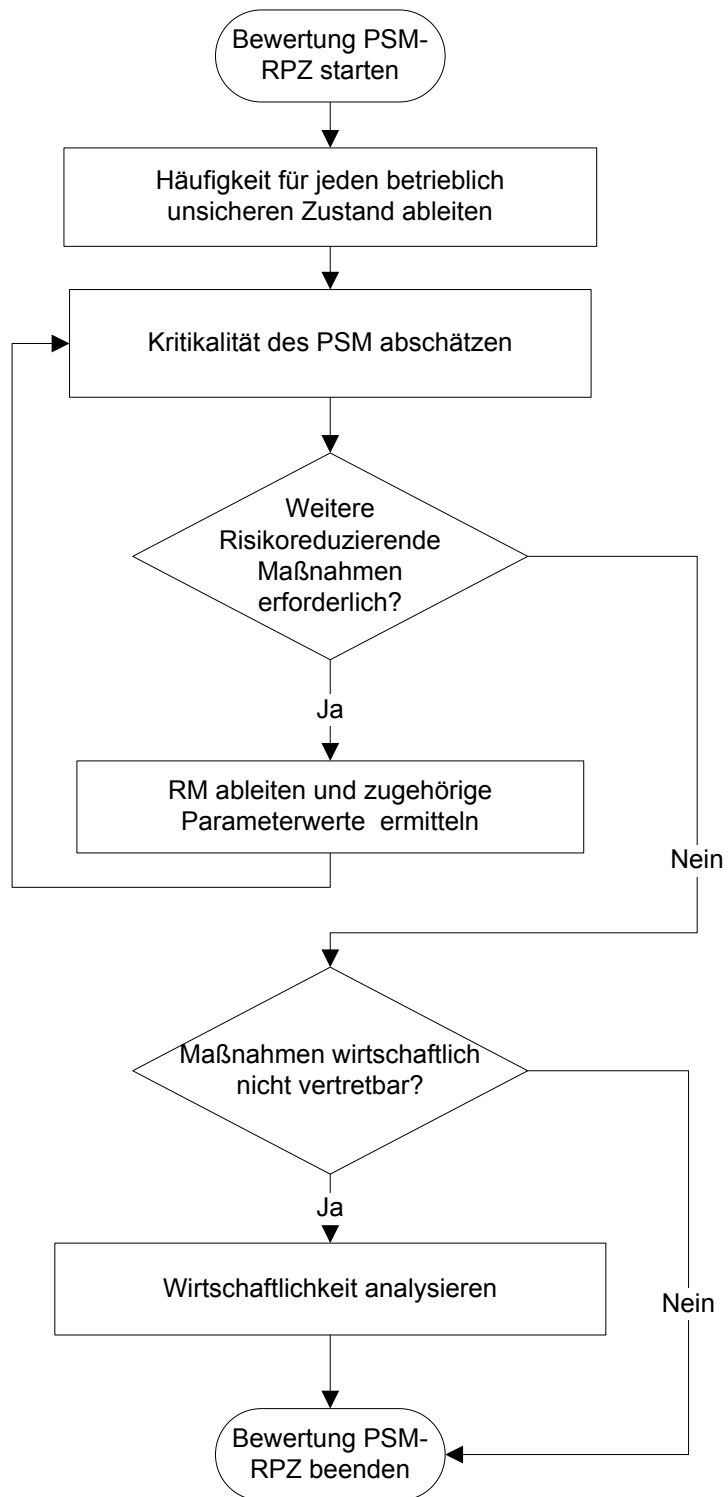 Bewertung PSM-
RPZ starten
Häufigkeit für jeden betrieblich
unsicheren Zustand ableiten
Kritikalität des PSM abschätzen
Weitere
Risikoreduzierende
Maßnahmen
erforderlich?
Ja
RM ableiten und zugehörige
Parameterwerte ermitteln
Nein
Maßnahmen wirtschaftlich
nicht vertretbar?
Ja
Wirtschaftlichkeit analysieren
Nein
Bewertung PSM-
RPZ beenden